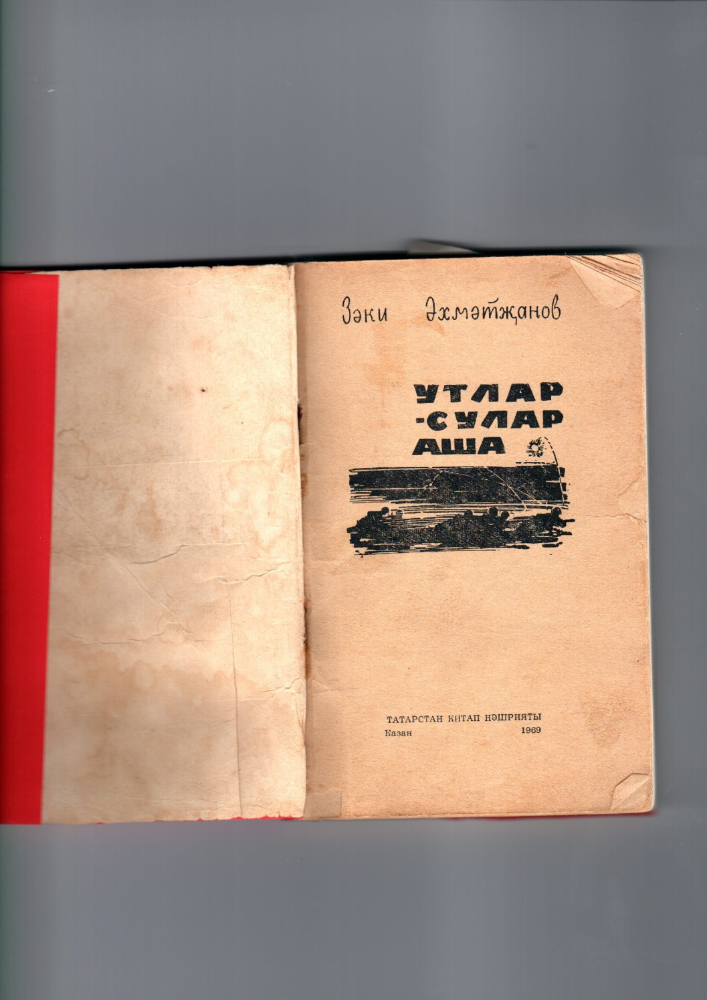 Зәки Әхмәтҗанов
УТЛАР
-СУЛАР
АША
ТАТАРСТАН КИТАП НӘШРИЯТЫ
Казан 1969